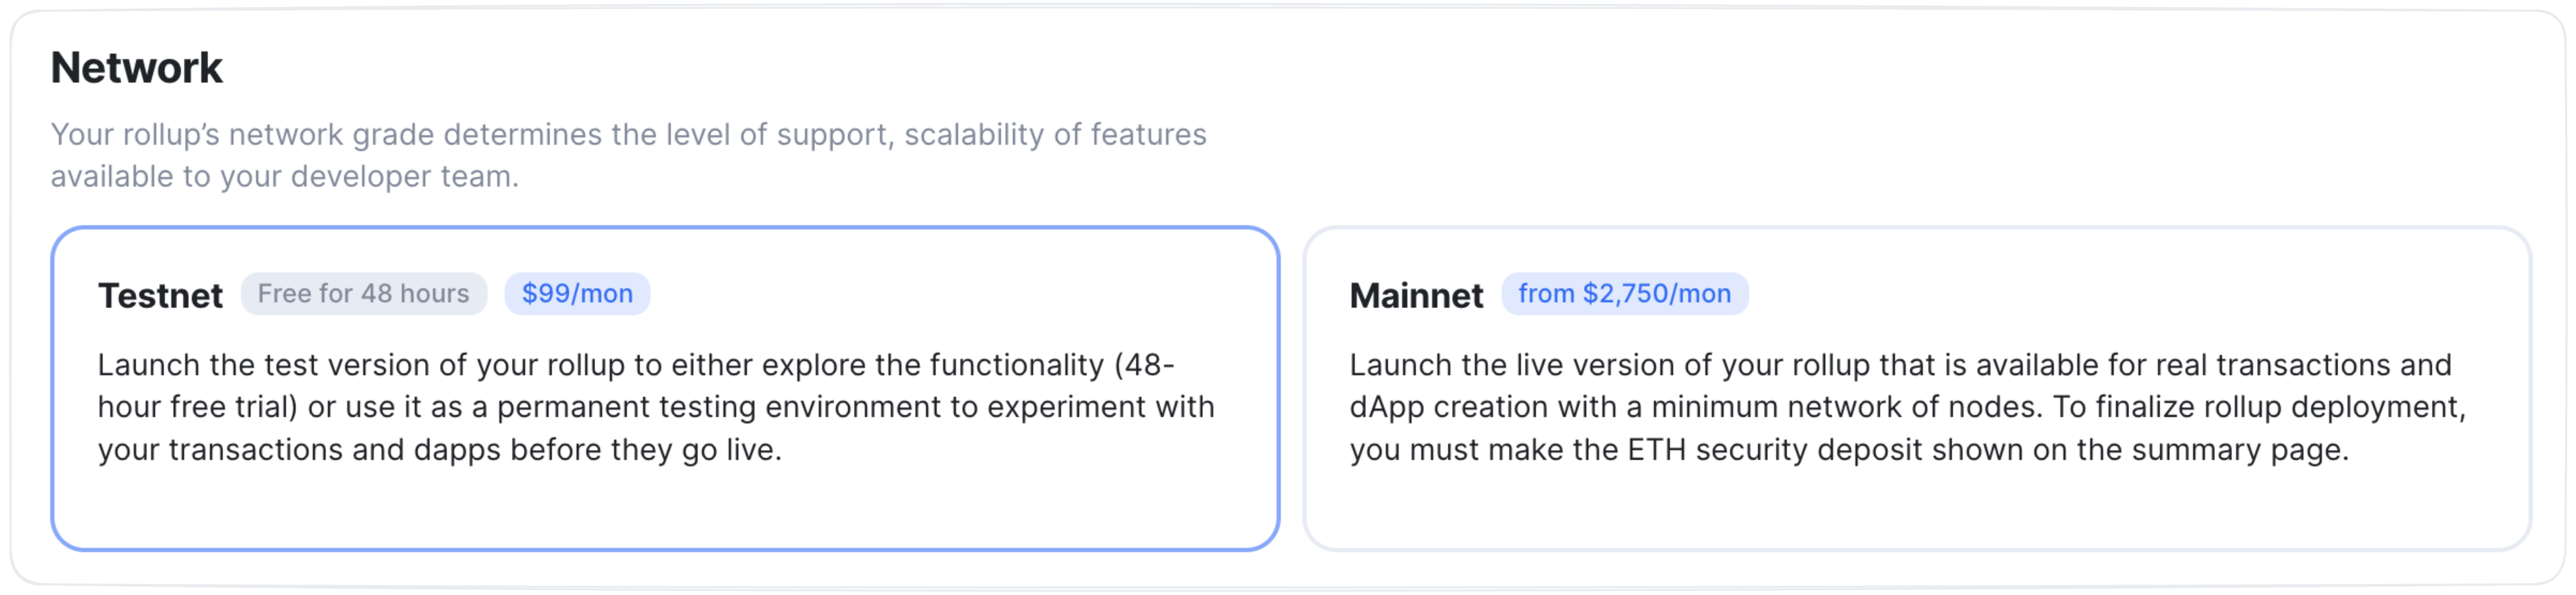 Network
Your rollup’s network grade determines the level of support, scalability of features
available to your developer team.
Testnet Free for 48 hours $99/mon
Launch the test version of your rollup to either explore the functionality (48-
hour free trial) or use it as a permanent testing environment to experiment with
your transactions and dapps before they go live.
Mainnet from $2,750/mon
Launch the live version of your rollup that is available for real transactions and
dApp creation with a minimum network of nodes. To finalize rollup deployment,
you must make the ETH security deposit shown on the summary page.